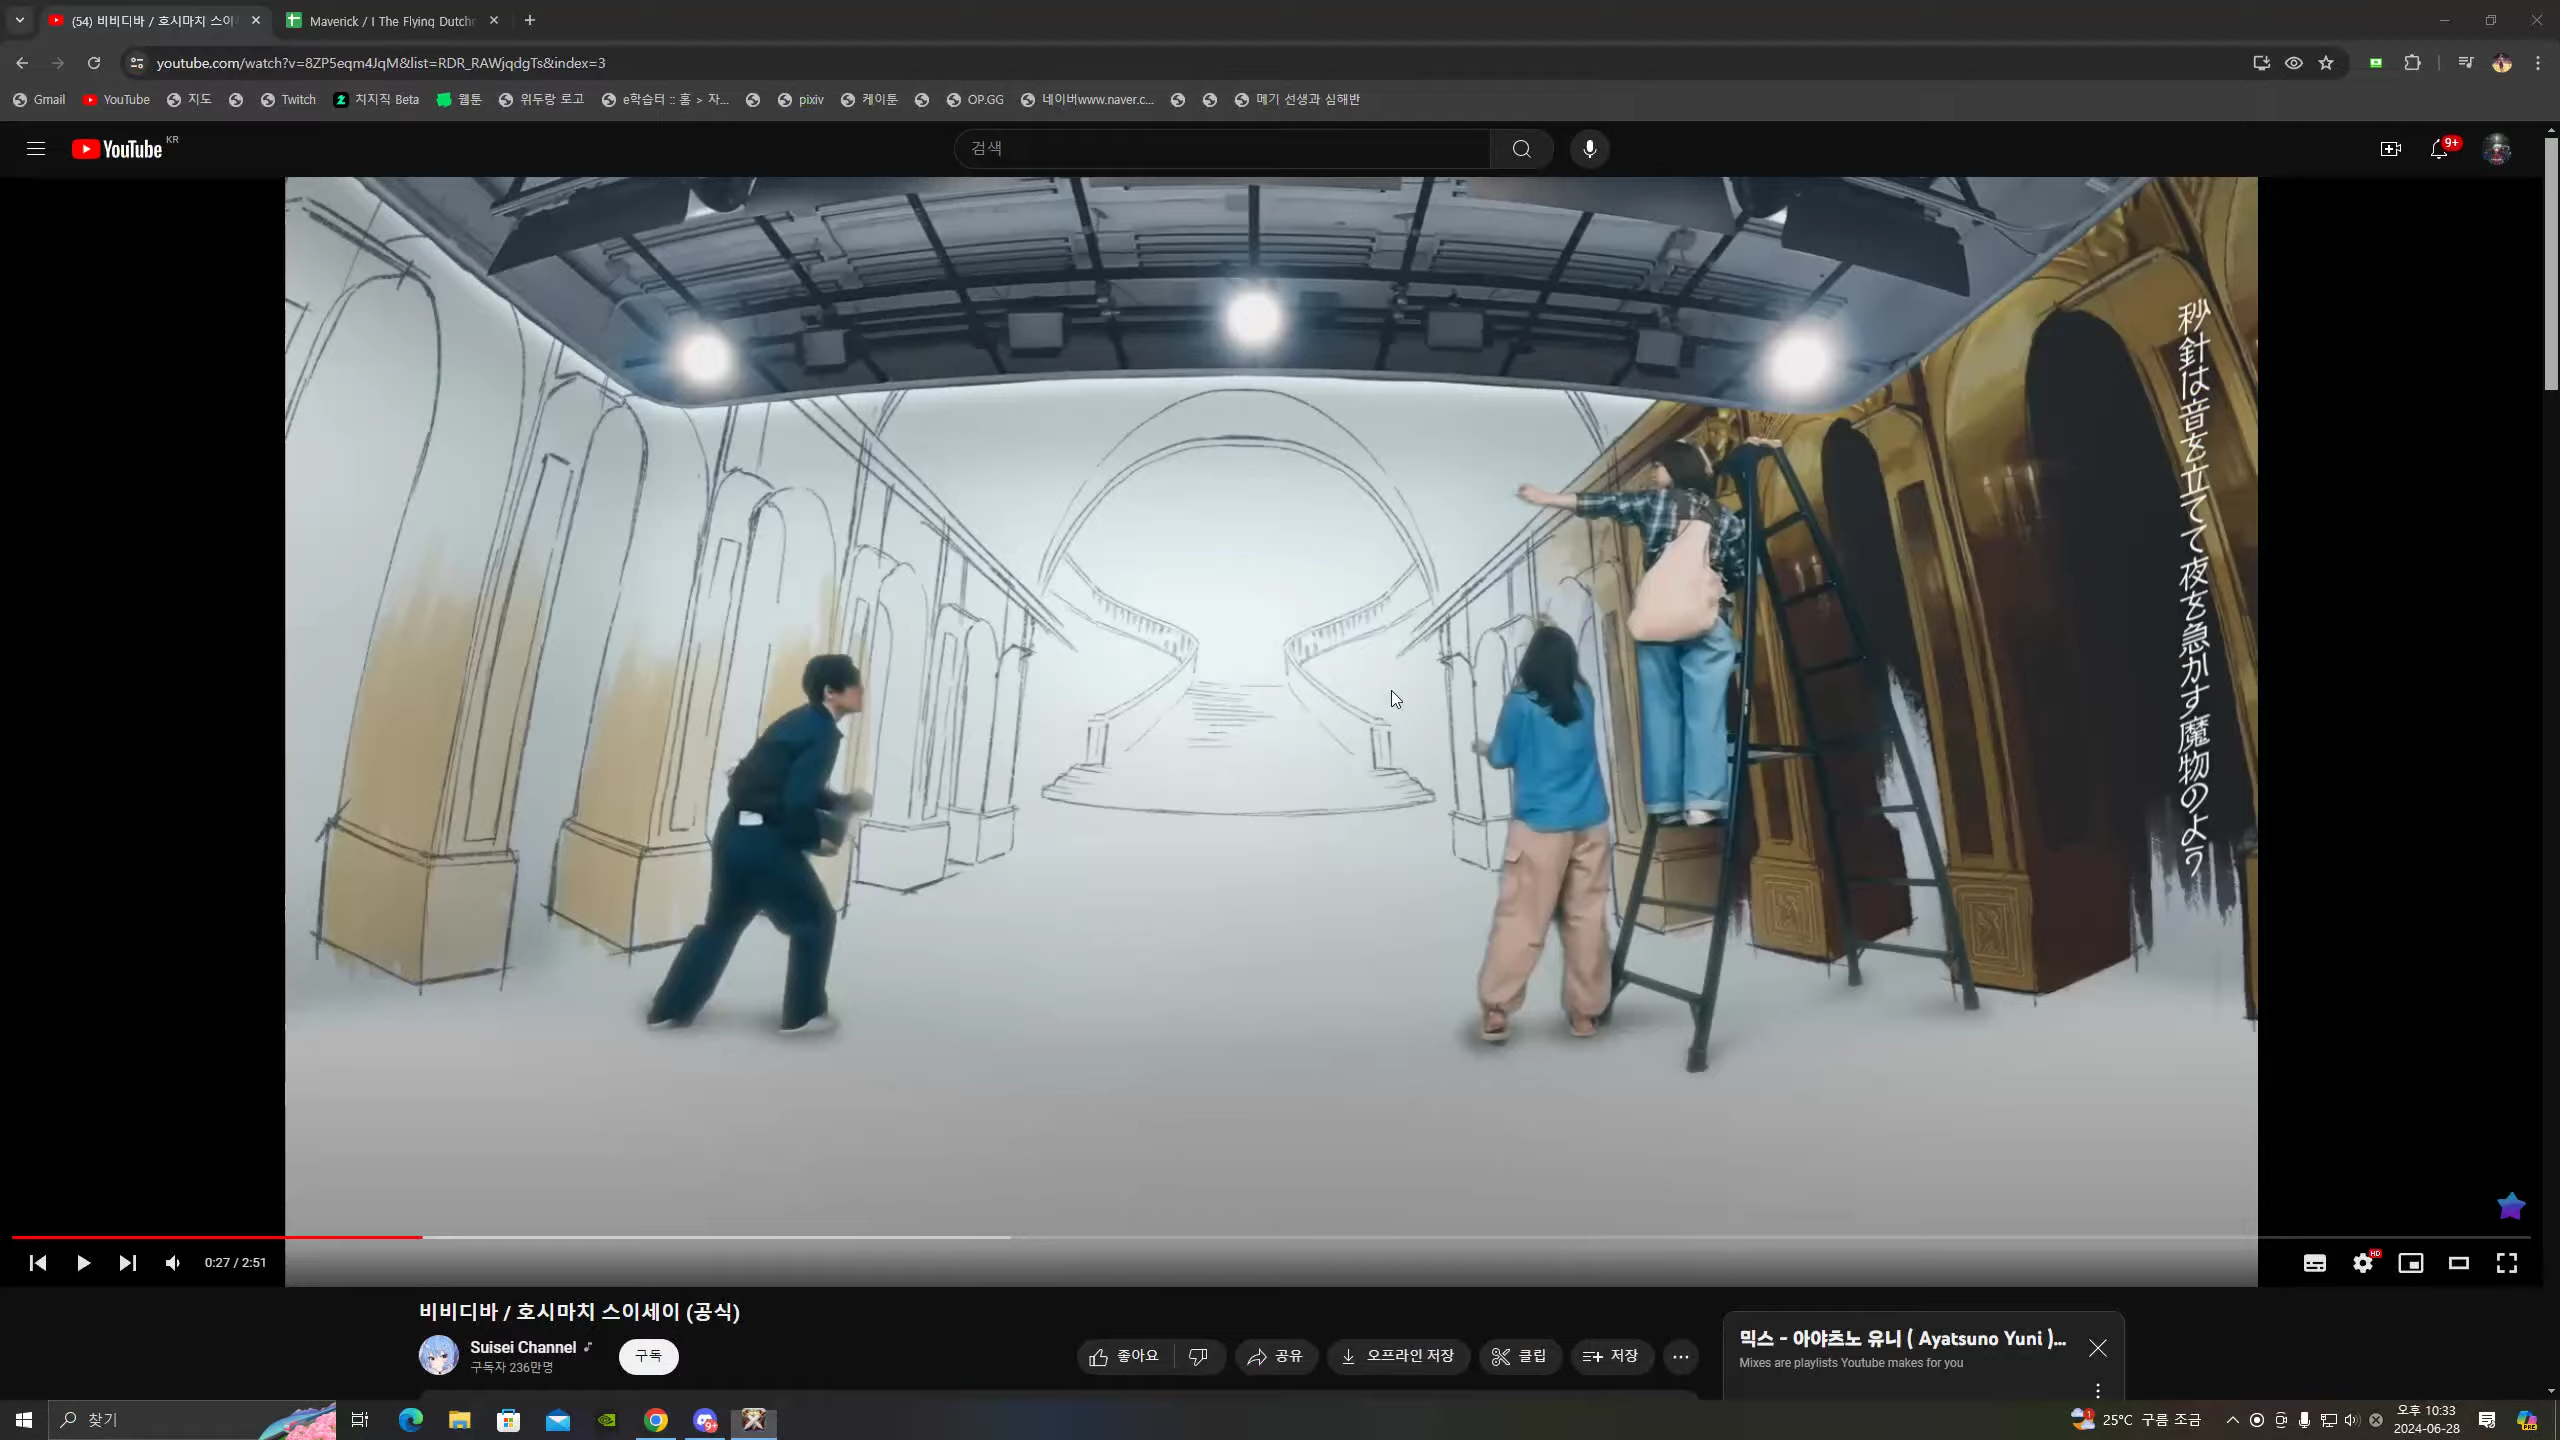 (54) 비비디바 / 호시마치 스이
Maverick / I The Flying Dutch
youtube.com/watch?v=8ZP5eqm4JqM&list=RDR_RAWjqdgTs&index=3
Gmail
YouTube
지도
Twitch
치지직 Beta
웹툰
위두랑 로고
e학습터 :: 홈 > 자...
pixiv
케이툰
OP.GG
네이버www.naver.c...
메기 선생과 심해반
YouTube KR
검색
9+
秒針は音を立てて夜を急かす魔物のよう
0:27 / 2:51
HD
비비디바 / 호시마치 스이세이 (공식)
Suisei Channel
구독자 236만명
구독
좋아요
공유
오프라인 저장
클립
저장
믹스 - 아야츠노 유니 ( Ayatsuno Yuni )...
Mixes are playlists Youtube makes for you
찾기
9+
1
25°C 구름 조금
오후 10:33
2024-06-28
PRE